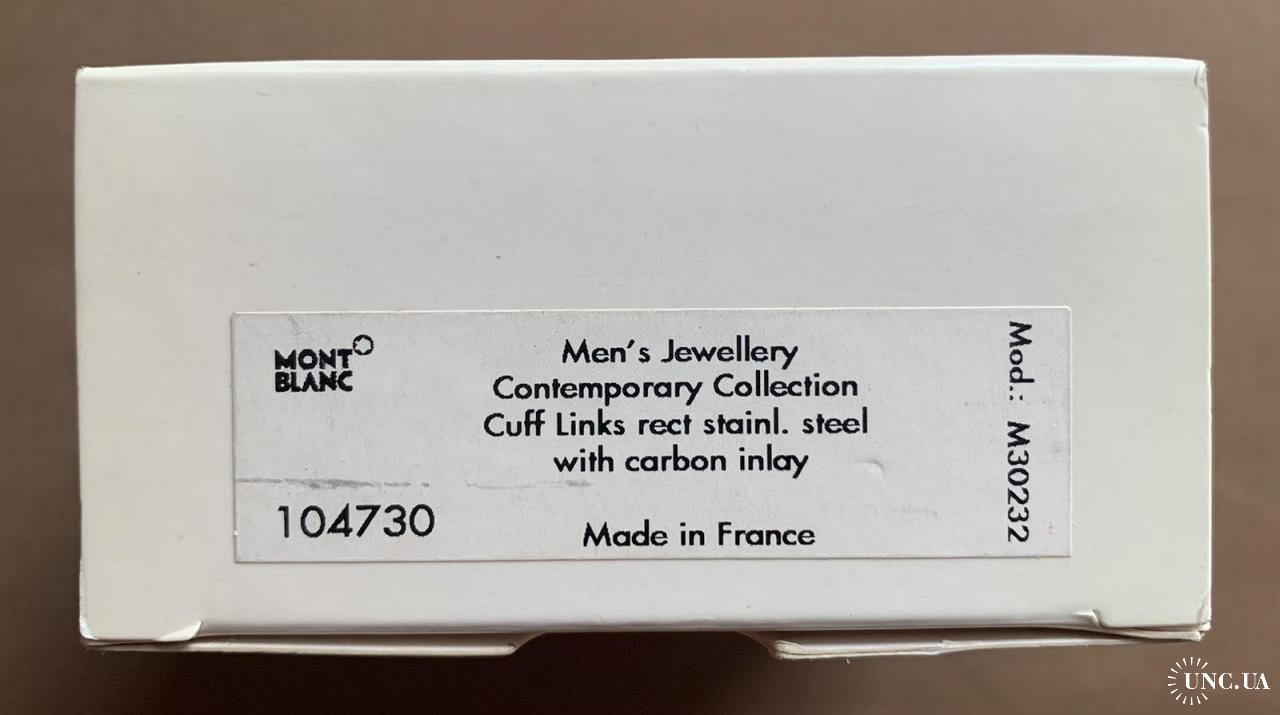 MONT
BLANC
Men's Jewellery
Contemporary Collection
Cuff Links rect stainl. steel
with carbon inlay
104730
Made in France
Mod.: M30232
UNC.UA